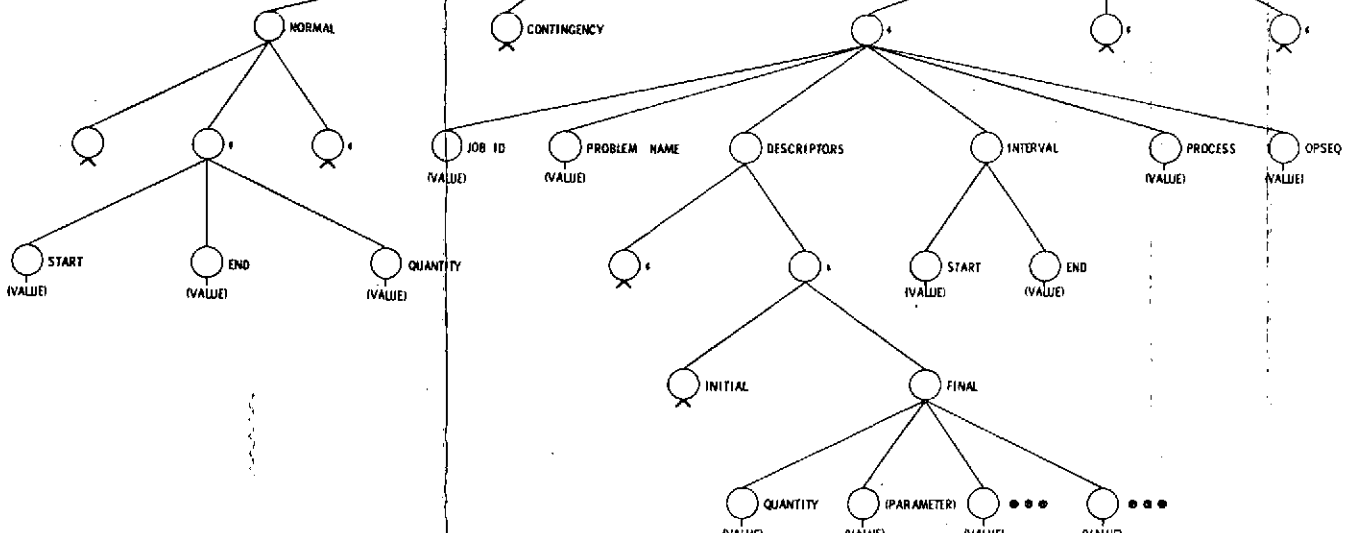 NORMAL
CONTINGENCY
¢
¢
¢
¢
¢
JOB ID
PROBLEM NAME
DESCRIPTORS
INTERVAL
PROCESS
OPSEQ
(VALUE)
(VALUE)
(VALUE)
(VALUE)
START
END
QUANTITY
¢
¢
START
END
(VALUE)
(VALUE)
(VALUE)
(VALUE)
(VALUE)
INITIAL
FINAL
QUANTITY
(PARAMETER)
•••
•••
(VALUE)
(VALUE)
(VALUE)
(VALUE)